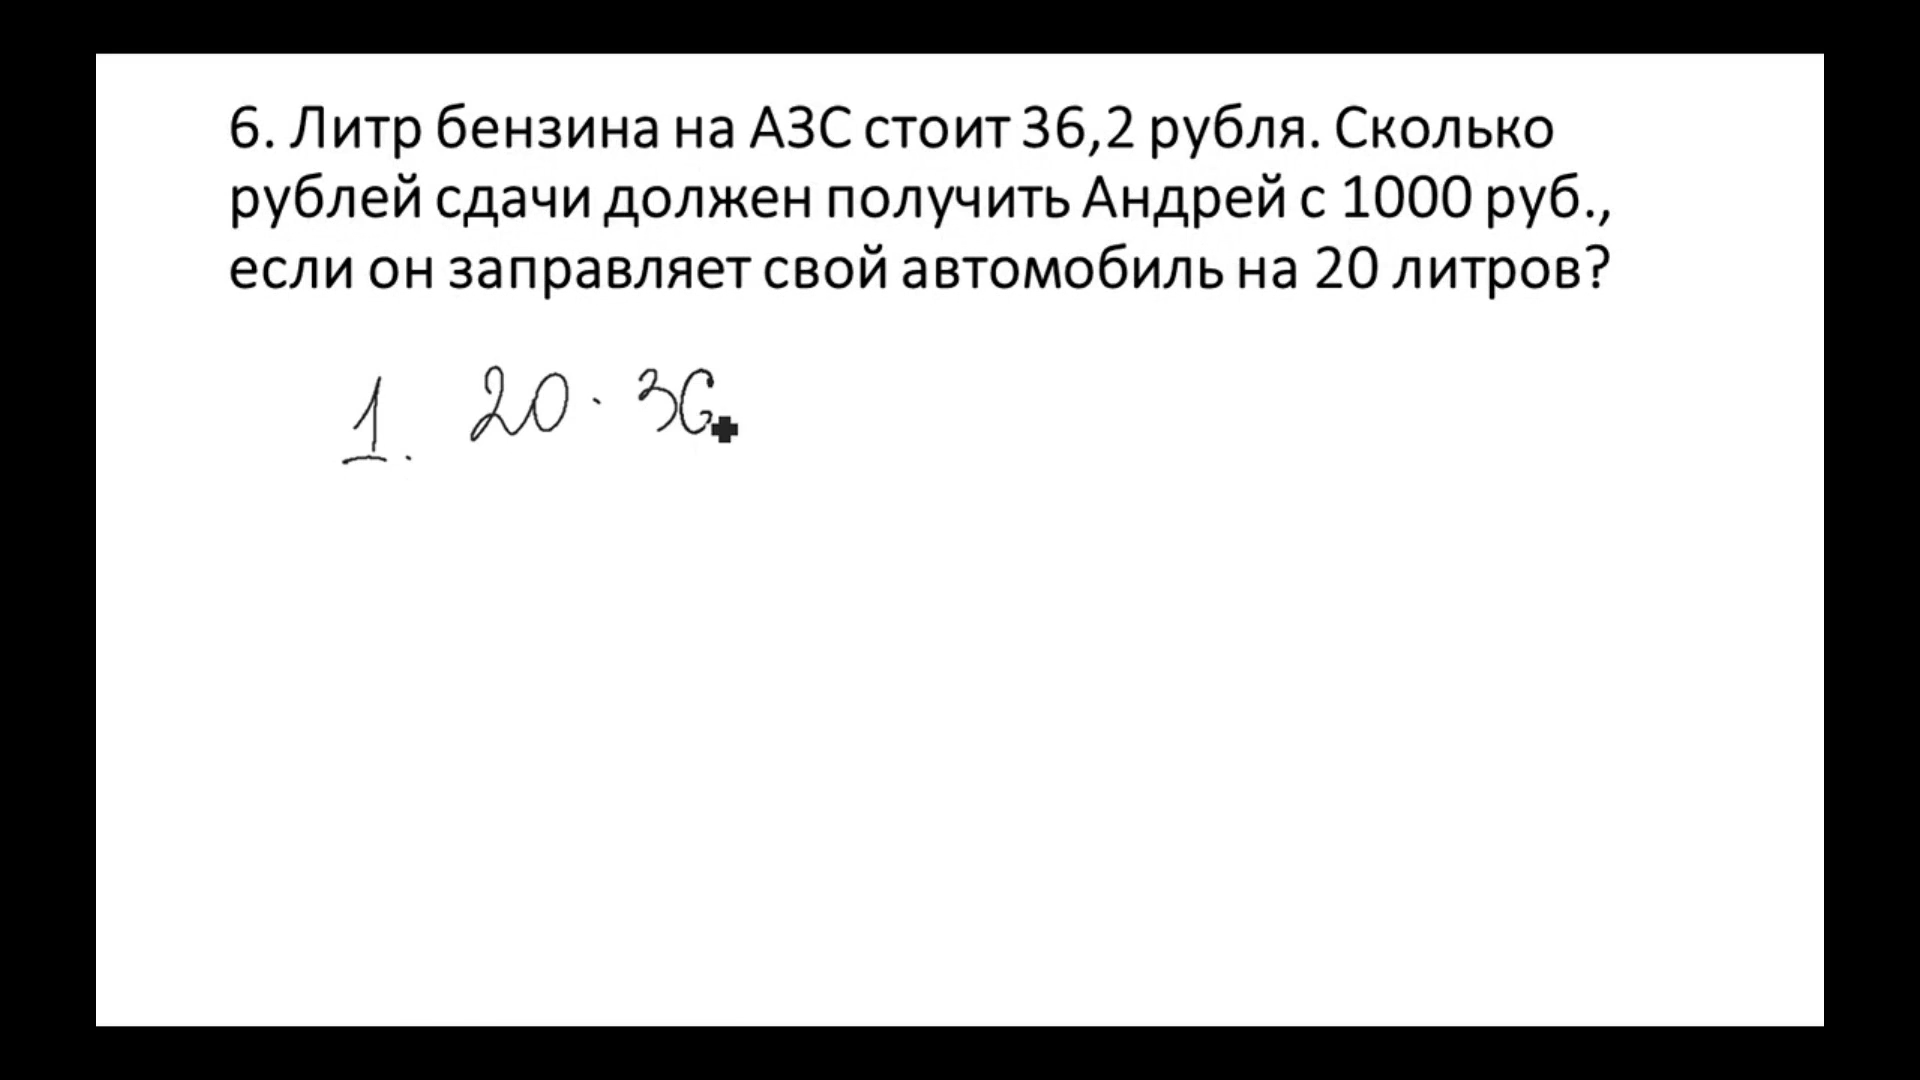 6. Литр бензина на АЗС стоит 36,2 рубля. Сколько
рублей сдачи должен получить Андрей с 1000 руб.,
если он заправляет свой автомобиль на 20 литров?
1. 20 · 36